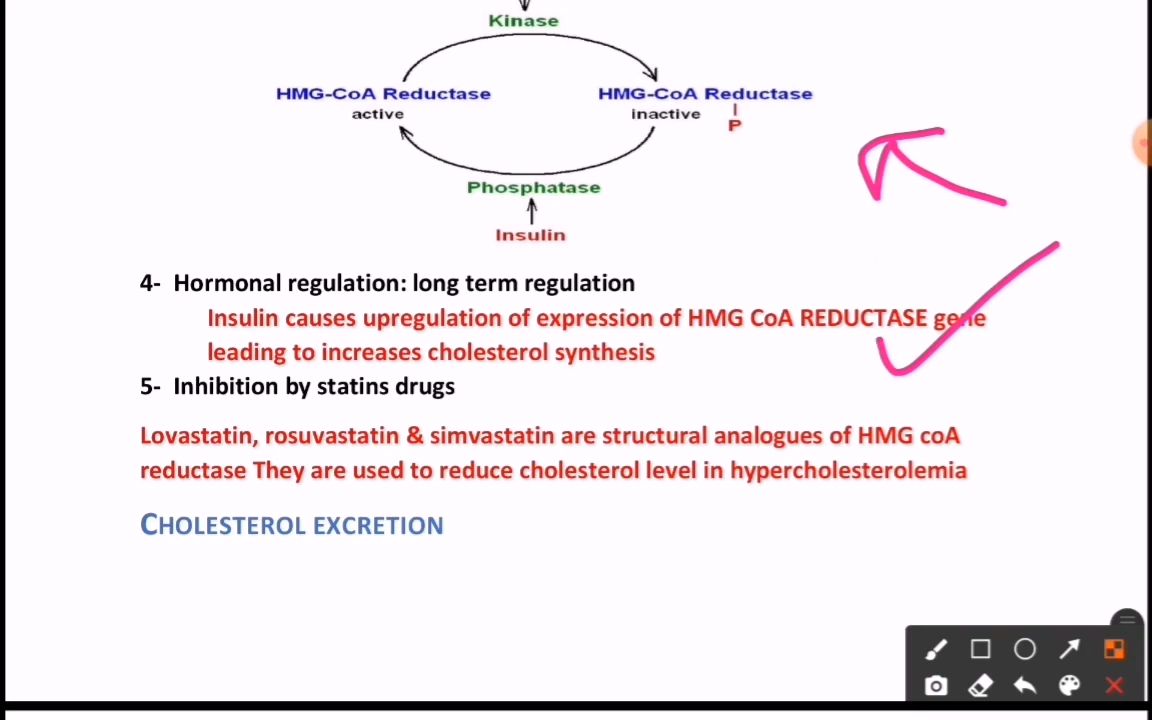 Kinase
HMG-CoA Reductase HMG-CoA Reductase
active inactive P
Phosphatase
Insulin
4- Hormonal regulation: long term regulation
Insulin causes upregulation of expression of HMG CoA REDUCTASE gene
leading to increases cholesterol synthesis
5- Inhibition by statins drugs
Lovastatin, rosuvastatin & simvastatin are structural analogues of HMG coA
reductase They are used to reduce cholesterol level in hypercholesterolemia
CHOLESTEROL EXCRETION